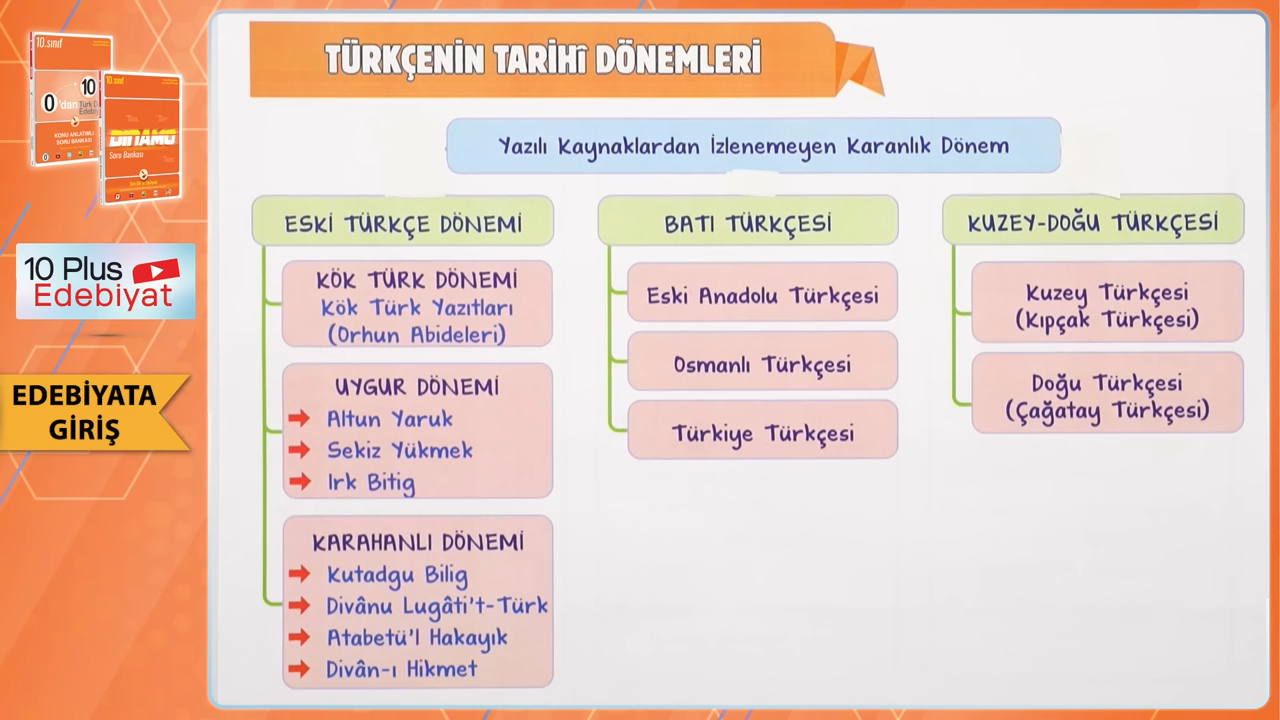 TÜRKÇENİN TARİHÎ DÖNEMLERİ
Yazılı Kaynaklardan İzlenemeyen Karanlık Dönem
ESKİ TÜRKÇE DÖNEMİ
KÖK TÜRK DÖNEMİ
Kök Türk Yazıtları
(Orhun Abideleri)
UYGUR DÖNEMİ
Altun Yaruk
Sekiz Yükmek
Irk Bitig
KARAHANLI DÖNEMİ
Kutadgu Bilig
Divânu Lugâti't-Türk
Atabetü'l Hakayık
Divân-ı Hikmet
BATI TÜRKÇESİ
Eski Anadolu Türkçesi
Osmanlı Türkçesi
Türkiye Türkçesi
KUZEY-DOĞU TÜRKÇESİ
Kuzey Türkçesi
(Kıpçak Türkçesi)
Doğu Türkçesi
(Çağatay Türkçesi)
10.sınıf
0'dan 10
KONU ANLATIMLI
SORU BANKASI
10.sınıf
DİNAMO
Soru Bankası
10 Plus
Edebiyat
EDEBİYATA
GİRİŞ